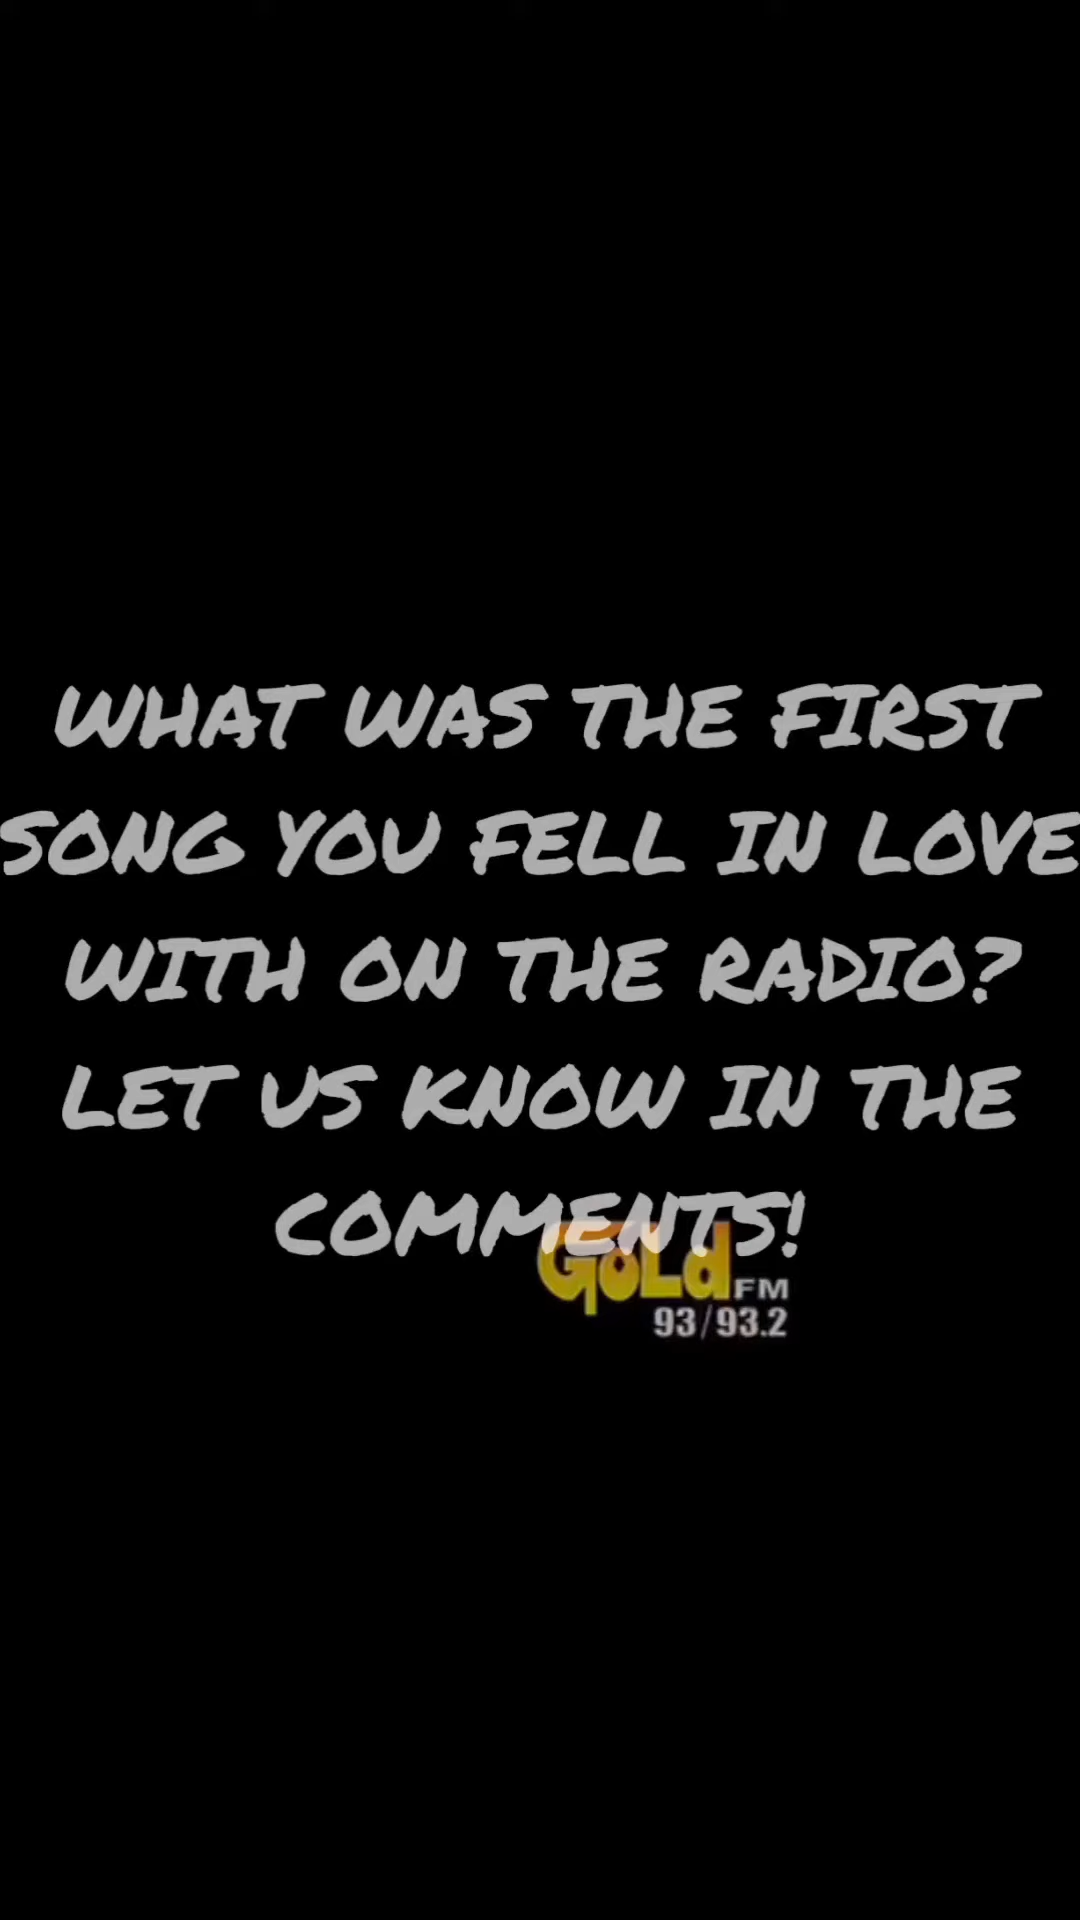 WHAT WAS THE FIRST
SONG YOU FELL IN LOVE
WITH ON THE RADIO?
LET US KNOW IN THE
COMMENTS!
GoLd FM
93/93.2